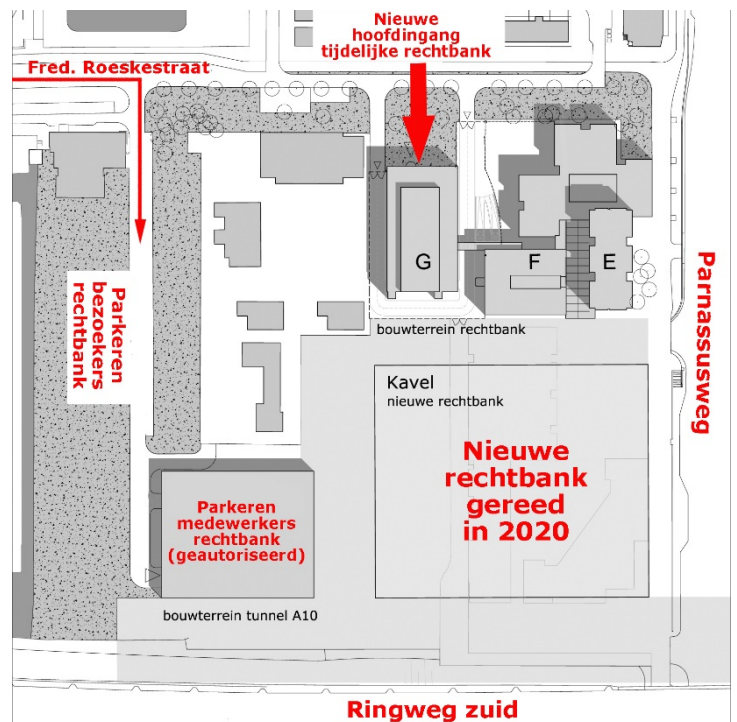 Nieuwe
hoofdingang
tijdelijke rechtbank
Fred. Roeskestraat
G
F
E
Parkeren
bezoekers
rechtbank
Parnassusweg
bouwterrein rechtbank
Kavel
nieuwe rechtbank
Nieuwe
rechtbank
gereed
in 2020
Parkeren
medewerkers
rechtbank
(geautoriseerd)
bouwterrein tunnel A10
Ringweg zuid